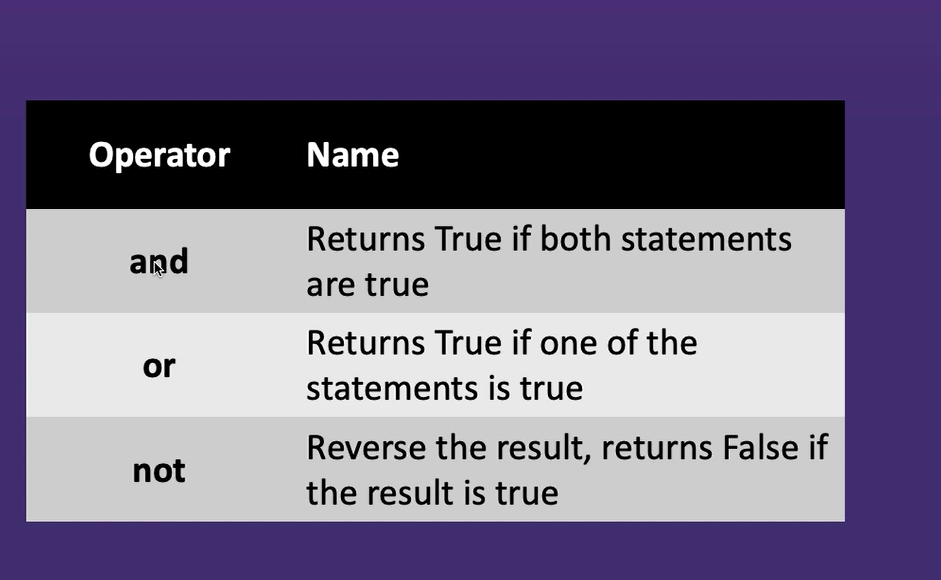 Operator Name
and Returns True if both statements
are true
or Returns True if one of the
statements is true
not Reverse the result, returns False if
the result is true